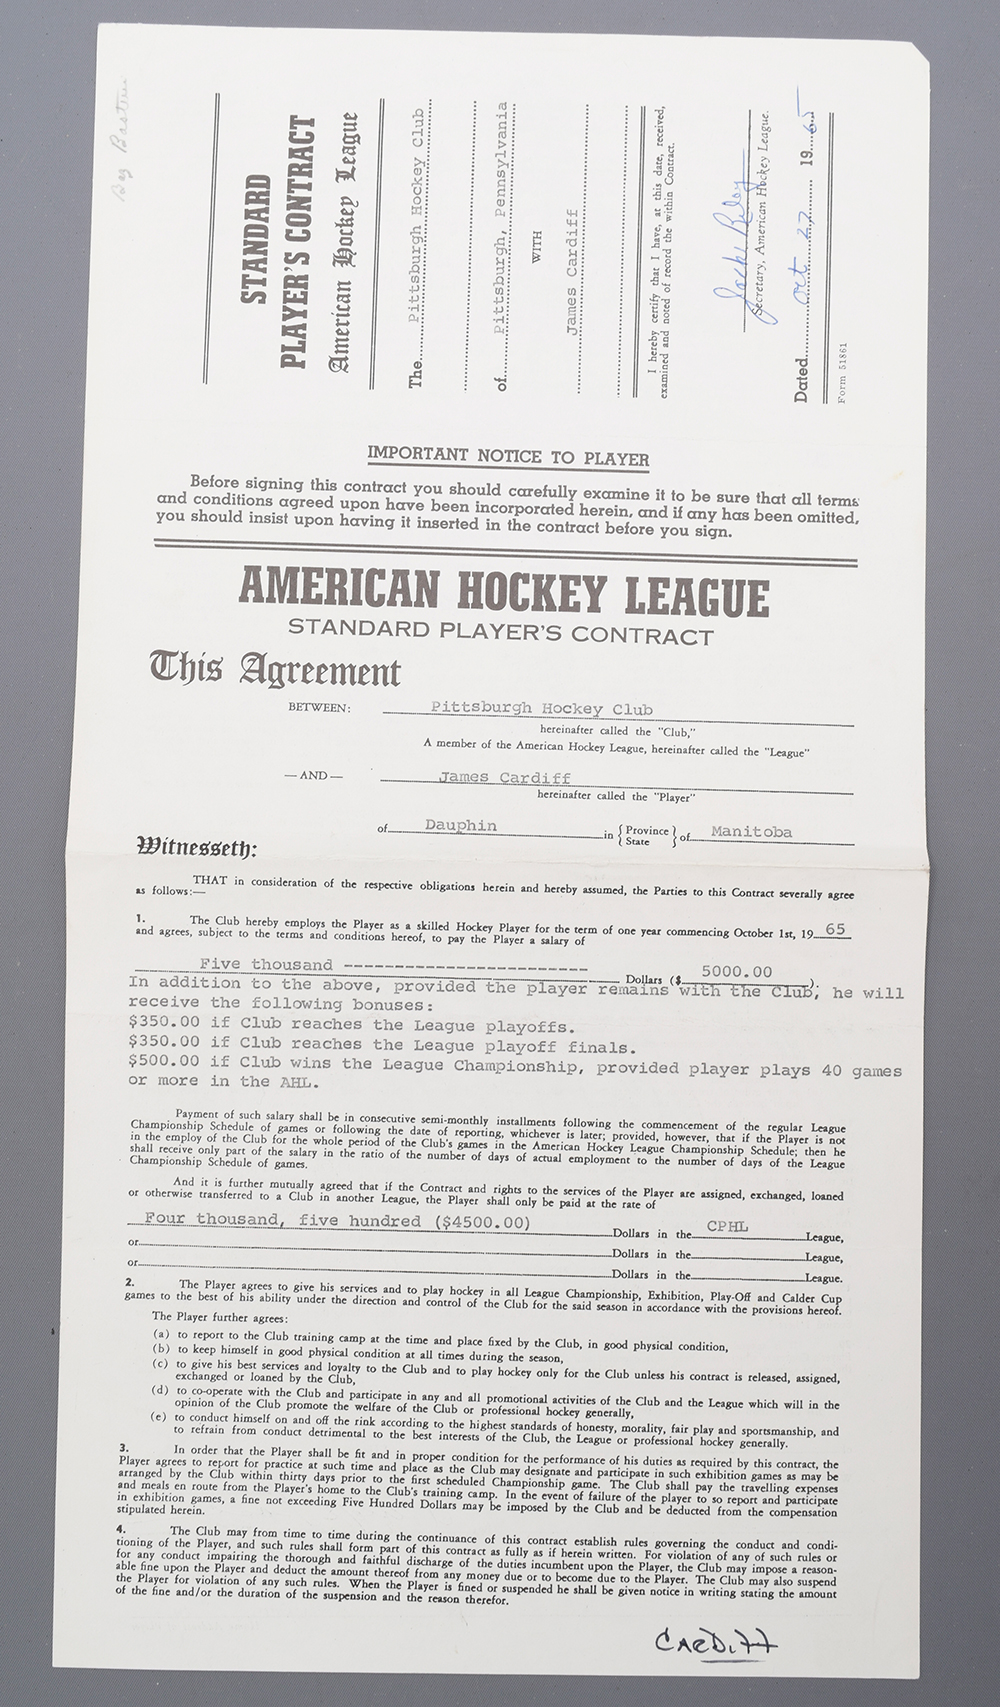 STANDARD
PLAYER'S CONTRACT
American Hockey League
The Pittsburgh Hockey Club
of Pittsburgh, Pennsylvania
WITH
James Cardiff
I hereby certify that I have, at this date, received,
examined and noted of record the within Contract.
Jack Riley
Secretary, American Hockey League.
Dated Oct 27 19 65
Form 51861
IMPORTANT NOTICE TO PLAYER
Before signing this contract you should carefully examine it to be sure that all terms
and conditions agreed upon have been incorporated herein, and if any has been omitted,
you should insist upon having it inserted in the contract before you sign.
AMERICAN HOCKEY LEAGUE
STANDARD PLAYER'S CONTRACT
This Agreement
BETWEEN: Pittsburgh Hockey Club
hereinafter called the "Club,"
A member of the American Hockey League, hereinafter called the "League"
— AND — James Cardiff
hereinafter called the "Player"
of Dauphin in { Province State } of Manitoba
Witnesseth:
THAT in consideration of the respective obligations herein and hereby assumed, the Parties to this Contract severally agree
as follows:—
1. The Club hereby employs the Player as a skilled Hockey Player for the term of one year commencing October 1st, 19 65
and agrees, subject to the terms and conditions hereof, to pay the Player a salary of
Five thousand ------------------------- Dollars ($ 5000.00 ).
In addition to the above, provided the player remains with the Club, he will
receive the following bonuses:
$350.00 if Club reaches the League playoffs.
$350.00 if Club reaches the League playoff finals.
$500.00 if Club wins the League Championship, provided player plays 40 games
or more in the AHL.
Payment of such salary shall be in consecutive semi-monthly installments following the commencement of the regular League
Championship Schedule of games or following the date of reporting, whichever is later; provided, however, that if the Player is not
in the employ of the Club for the whole period of the Club's games in the American Hockey League Championship Schedule; then he
shall receive only part of the salary in the ratio of the number of days of actual employment to the number of days of the League
Championship Schedule of games.
And it is further mutually agreed that if the Contract and rights to the services of the Player are assigned, exchanged, loaned
or otherwise transferred to a Club in another League, the Player shall only be paid at the rate of
Four thousand, five hundred ($4500.00) Dollars in the CPHL League,
or Dollars in the League,
or Dollars in the League.
2. The Player agrees to give his services and to play hockey in all League Championship, Exhibition, Play-Off and Calder Cup
games to the best of his ability under the direction and control of the Club for the said season in accordance with the provisions hereof.
The Player further agrees:
(a) to report to the Club training camp at the time and place fixed by the Club, in good physical condition,
(b) to keep himself in good physical condition at all times during the season,
(c) to give his best services and loyalty to the Club and to play hockey only for the Club unless his contract is released, assigned,
exchanged or loaned by the Club,
(d) to co-operate with the Club and participate in any and all promotional activities of the Club and the League which will in the
opinion of the Club promote the welfare of the Club or professional hockey generally,
(e) to conduct himself on and off the rink according to the highest standards of honesty, morality, fair play and sportsmanship, and
to refrain from conduct detrimental to the best interests of the Club, the League or professional hockey generally.
3. In order that the Player shall be fit and in proper condition for the performance of his duties as required by this contract, the
Player agrees to report for practice at such time and place as the Club may designate and participate in such exhibition games as may be
arranged by the Club within thirty days prior to the first scheduled Championship game. The Club shall pay the travelling expenses
and meals en route from the Player's home to the Club's training camp. In the event of failure of the player to so report and participate
in exhibition games, a fine not exceeding Five Hundred Dollars may be imposed by the Club and be deducted from the compensation
stipulated herein.
4. The Club may from time to time during the continuance of this contract establish rules governing the conduct and condi-
tioning of the Player, and such rules shall form part of this contract as fully as if herein written. For violation of any of such rules or
for any conduct impairing the thorough and faithful discharge of the duties incumbent upon the Player, the Club may impose a reason-
able fine upon the Player and deduct the amount thereof from any money due or to become due to the Player. The Club may also suspend
the Player for violation of any such rules. When the Player is fined or suspended he shall be given notice in writing stating the amount
of the fine and/or the duration of the suspension and the reason therefor.
CARDIFF